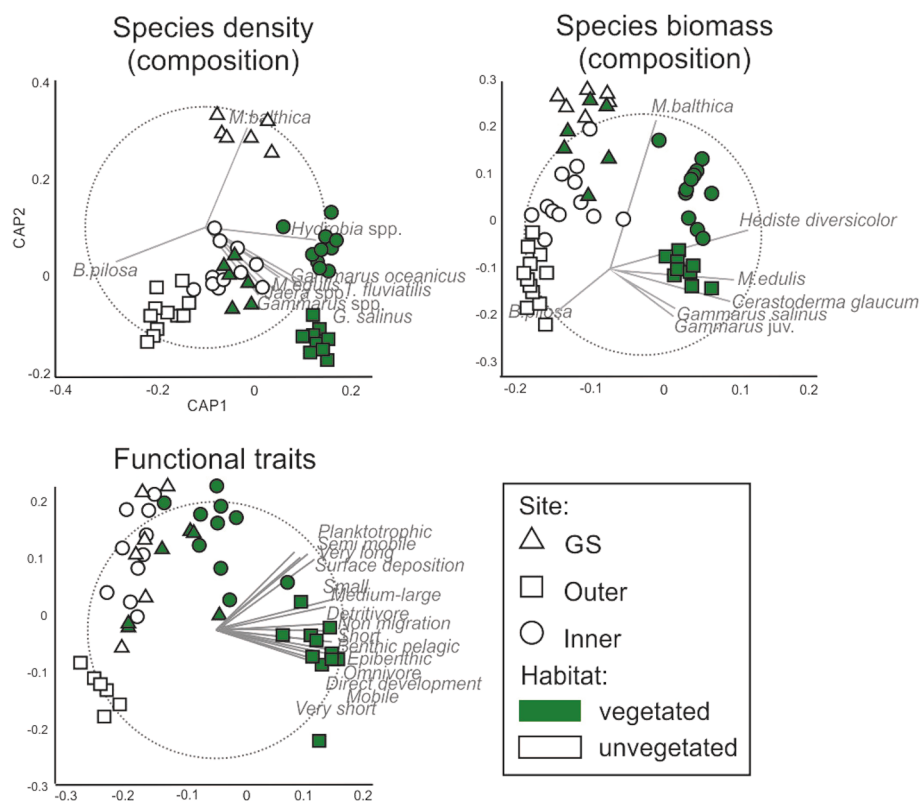 Species density
(composition)
0.4
0.2
0
-0.2
CAP2
-0.4
-0.2
0
0.2
CAP1
M.balthica
Hydrobia spp.
B.pilosa
Gammarus oceanicus
M.edulis T. fluviatilis
Jaera spp.
Gammarus spp.
G. salinus
Species biomass
(composition)
0.3
0.2
0.1
0
-0.1
-0.2
-0.3
-0.2
-0.1
0
0.1
0.2
M.balthica
Hediste diversicolor
M.edulis
Cerastoderma glaucum
B.pilosa
Gammarus salinus
Gammarus juv.
Functional traits
0.2
0.1
0
-0.1
-0.2
-0.3
-0.3
-0.2
-0.1
0
0.1
0.2
Planktotrophic
Semi mobile
Very long
Surface deposition
Small
Medium-large
Detritivore
Non migration
Short
Benthic pelagic
Epibenthic
Omnivore
Direct development
Mobile
Very short
Site:
GS
Outer
Inner
Habitat:
vegetated
unvegetated